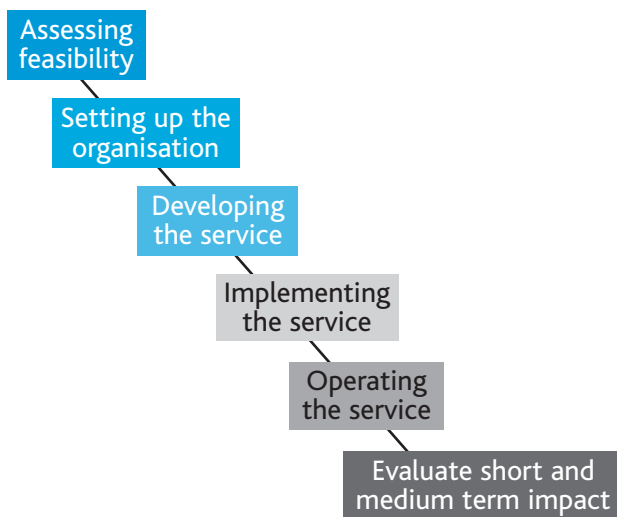 Assessing
feasibility
Setting up the
organisation
Developing
the service
Implementing
the service
Operating
the service
Evaluate short and
medium term impact